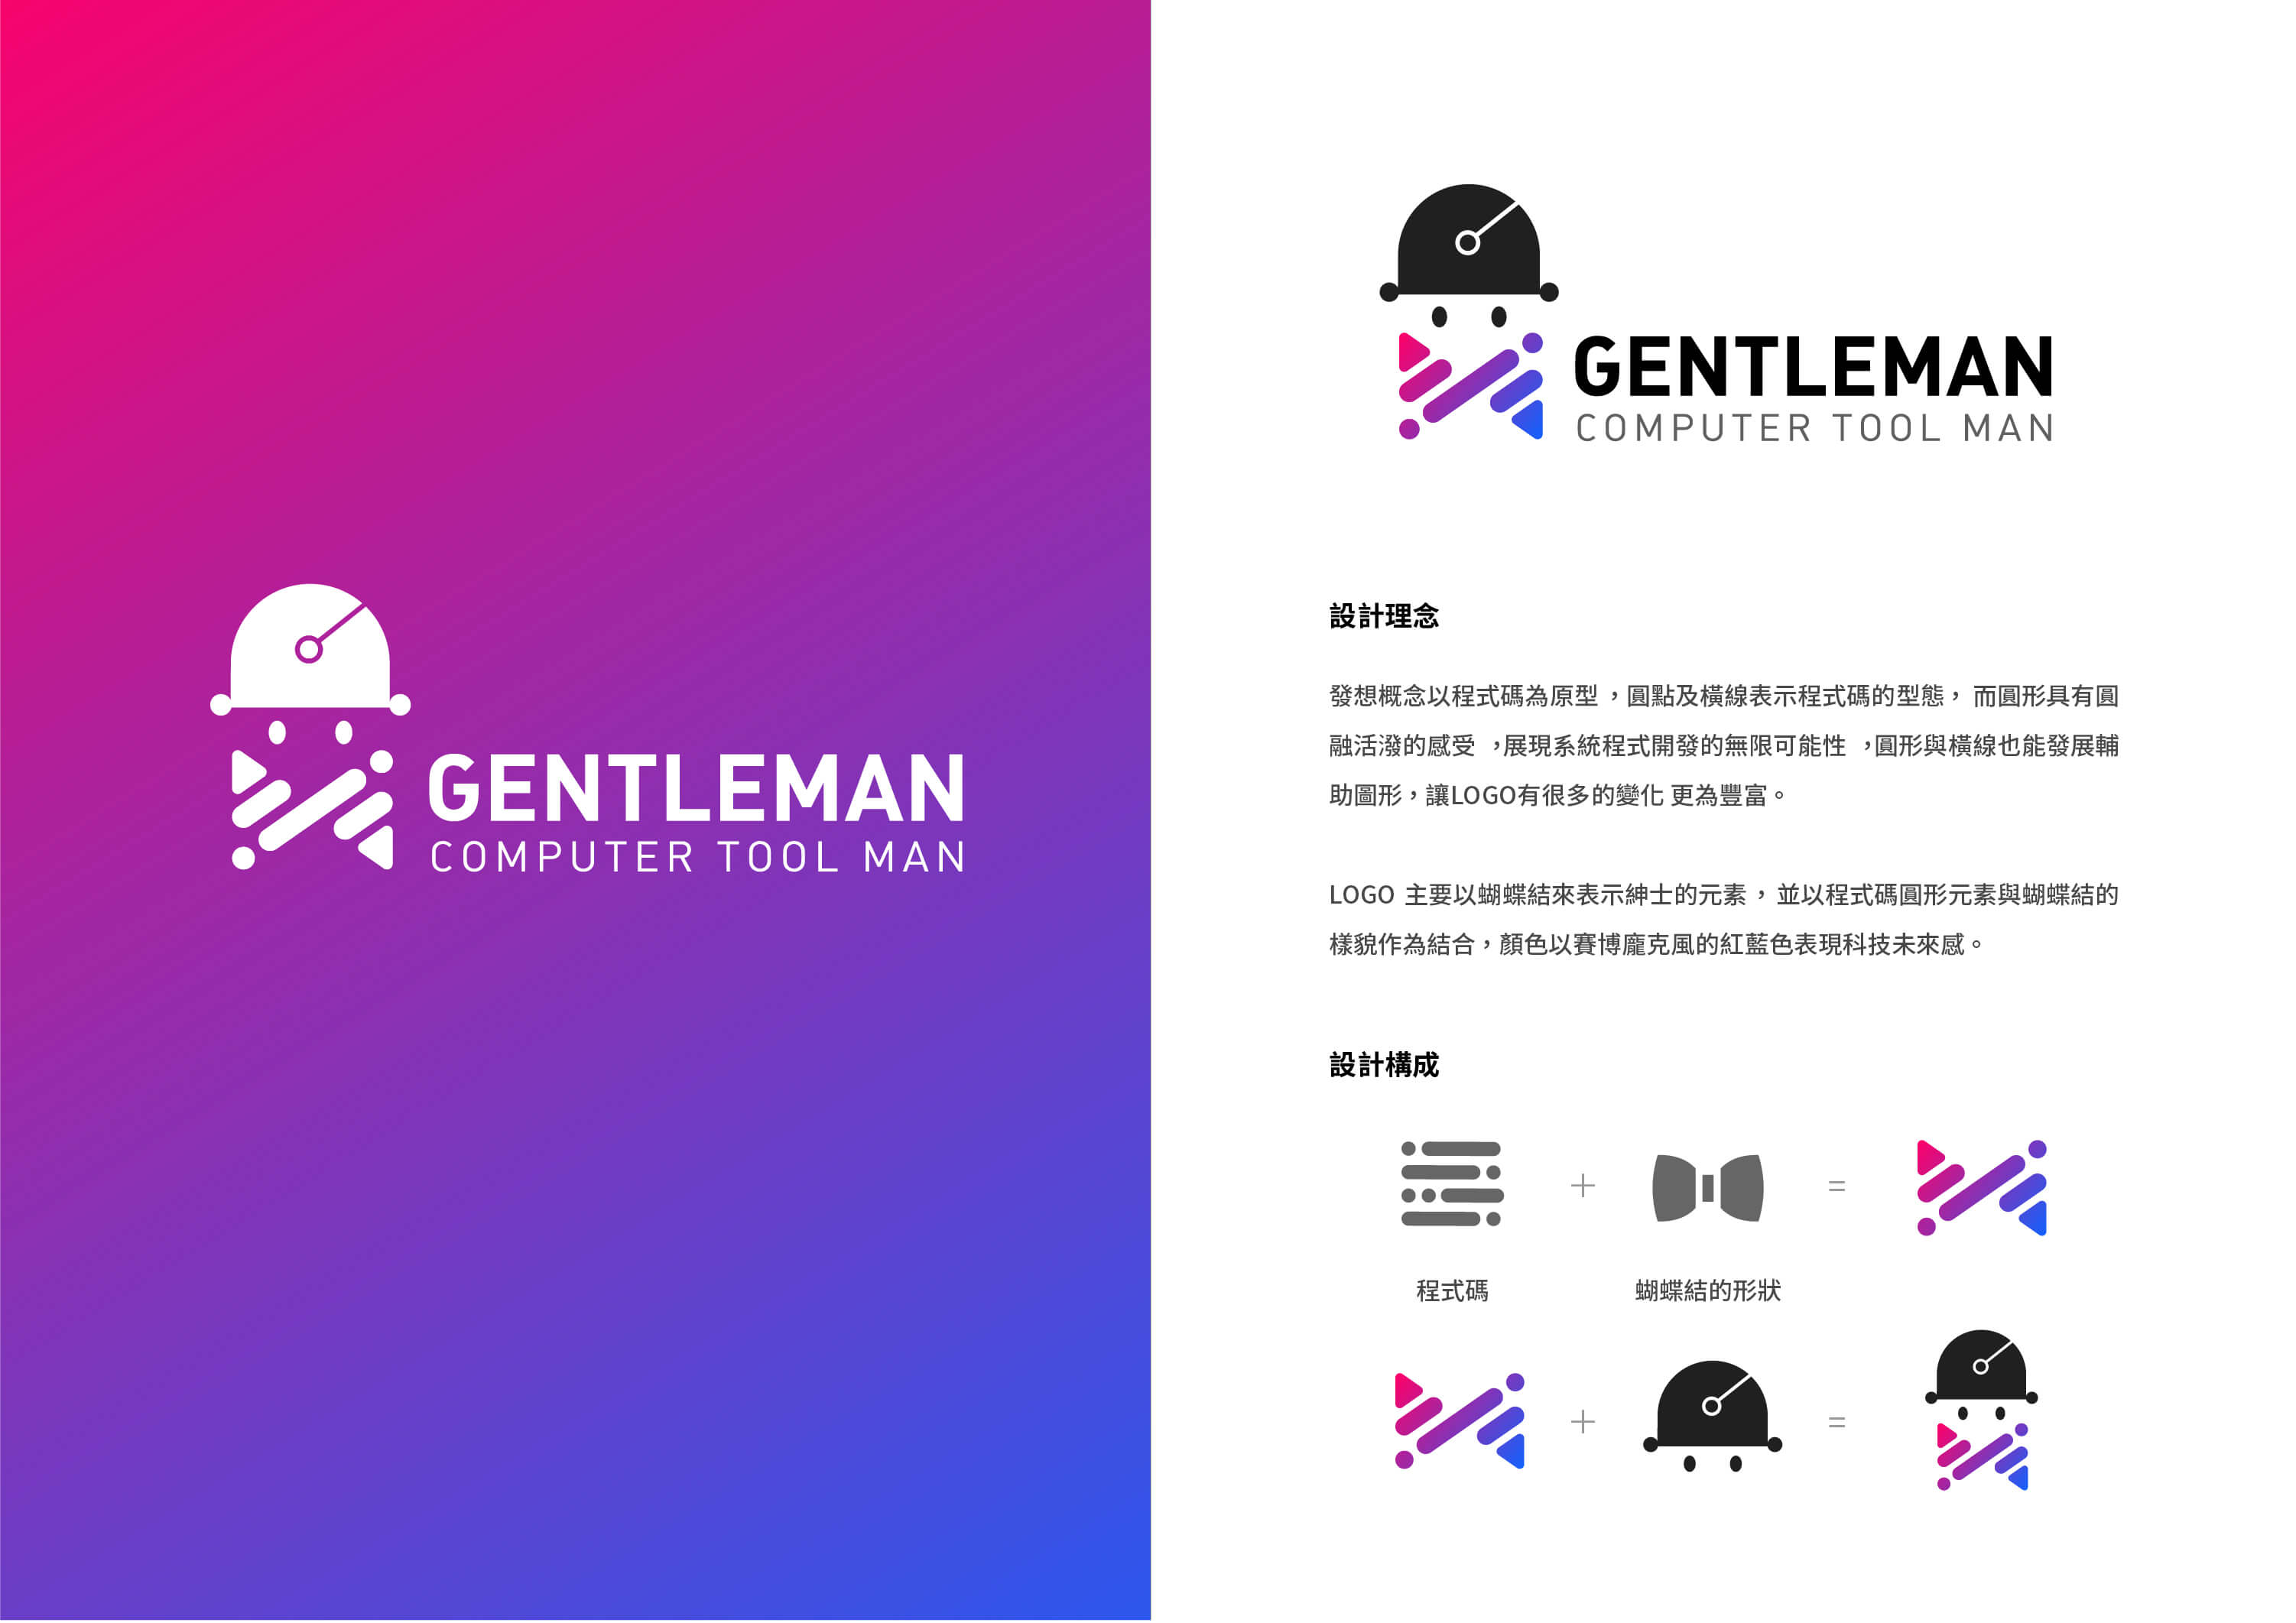 GENTLEMAN
COMPUTER TOOL MAN
GENTLEMAN
COMPUTER TOOL MAN
設計理念
發想概念以程式碼為原型，圓點及橫線表示程式碼的型態，而圓形具有圓
融活潑的感受，展現系統程式開發的無限可能性，圓形與橫線也能發展輔
助圖形，讓LOGO有很多的變化 更為豐富。
LOGO 主要以蝴蝶結來表示紳士的元素，並以程式碼圓形元素與蝴蝶結的
樣貌作為結合，顏色以賽博龐克風的紅藍色表現科技未來感。
設計構成
+ =
程式碼 蝴蝶結的形狀
+ =